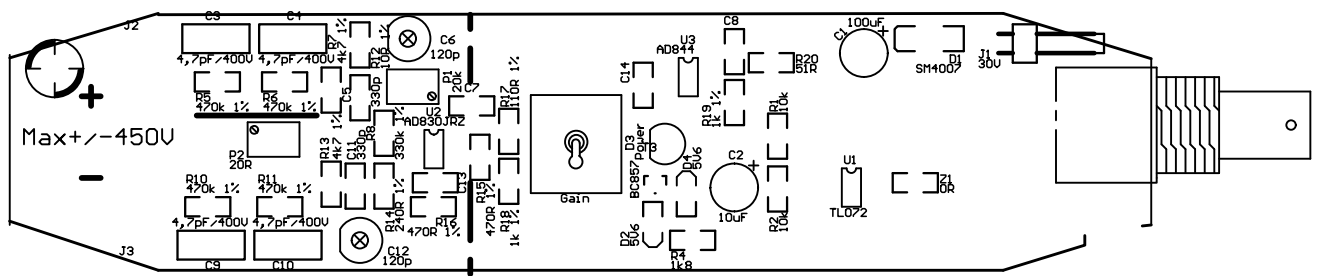 J2
C3
C4
4,7pF/400V
4,7pF/400V
R5
470k 1%
R6
470k 1%
Max+/-450V
P2
20R
R10
470k 1%
R11
470k 1%
4,7pF/400V
4,7pF/400V
C9
C10
J3
R7
4k7 1%
R12
C5
330p
C6
120p
P1
20k
C7
U2
AD830JRZ
R8
330k 1%
R13
4k7 1%
C11
330p
R14
240R 1%
C12
120p
C13
R16
470R 1%
R15
470R 1%
R17
110R 1%
R18
1k 1%
Gain
C14
U3
AD844
C8
R20
51R
R19
1k 1%
D3
power
T3
BC857
D4
5V6
D2
5V6
R4
1k8
C2
+
10uF
R1
10k
R2
10k
U1
TL072
Z1
0R
100uF
+
C1
D1
SM4007
J1
30V